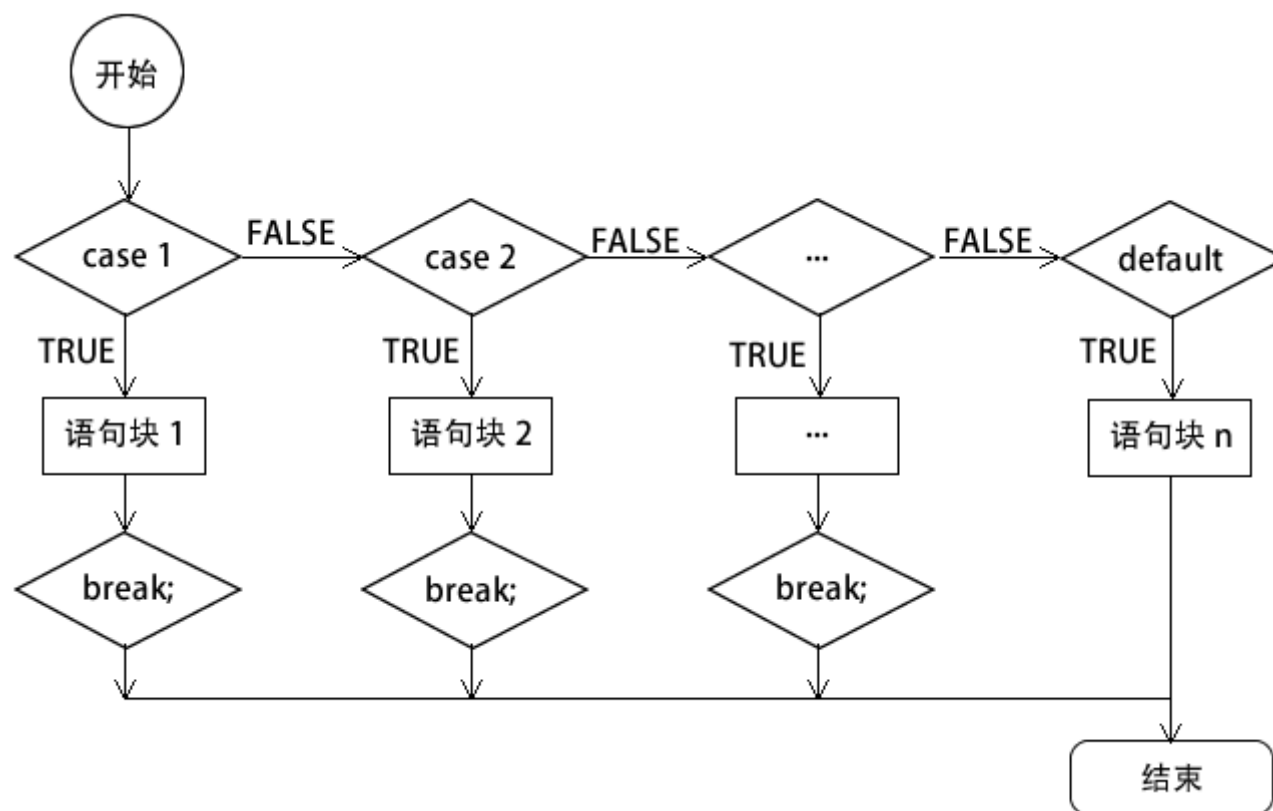 开始
case 1
FALSE
case 2
FALSE
...
FALSE
default
TRUE
TRUE
TRUE
TRUE
语句块 1
语句块 2
...
语句块 n
break;
break;
break;
结束